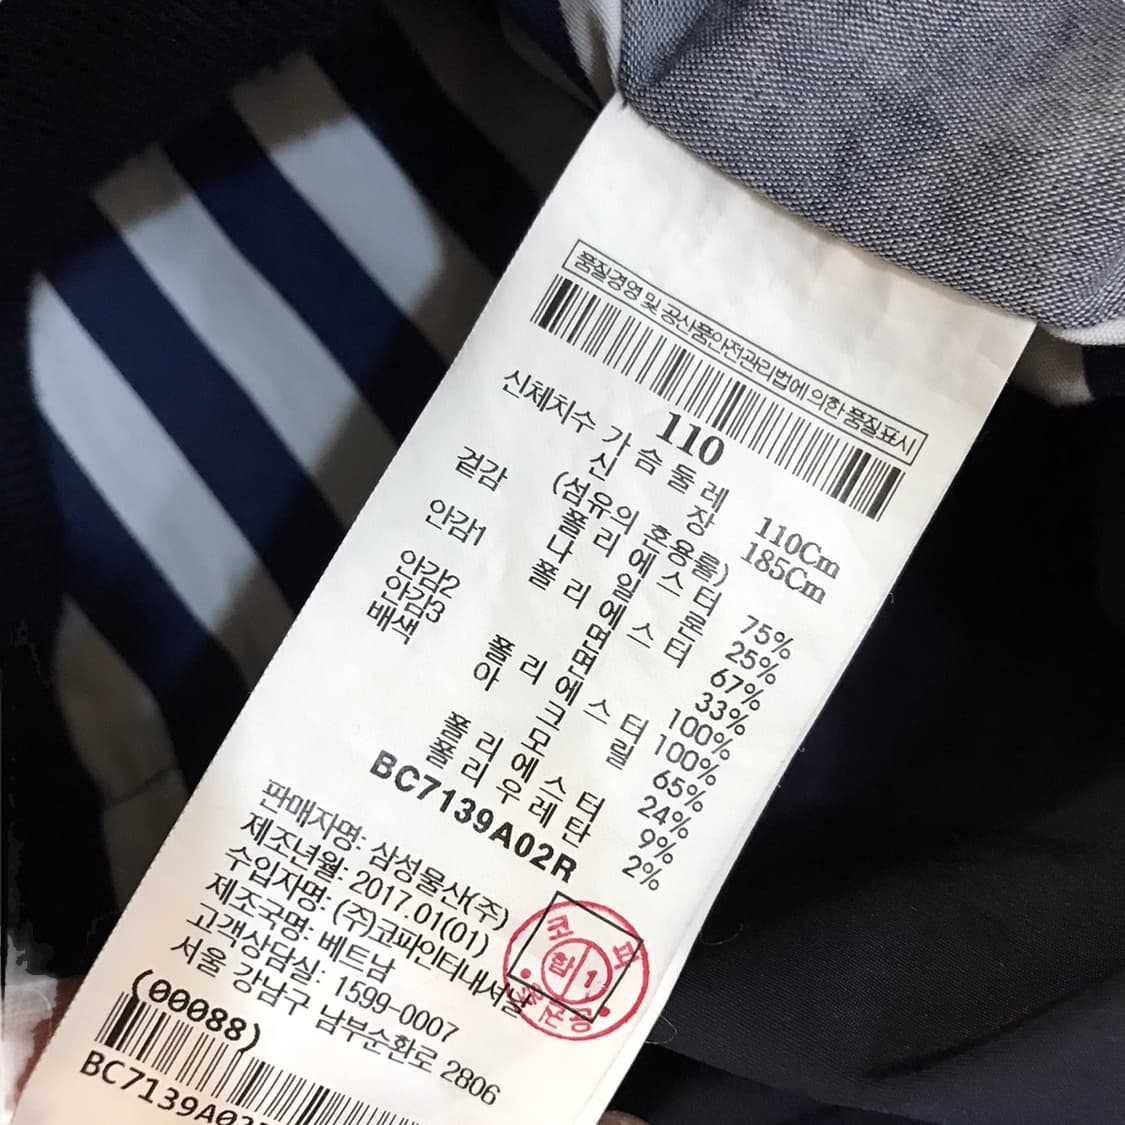 품질경영 및 공산품안전관리법에 의한 품질표시
110
신체치수 가슴둘레 110Cm
신장 185Cm
(섬유의 혼용률)
겉감 폴리에스터 75%
나일론 25%
안감1 폴리에스터 67%
면 33%
안감2 면 100%
안감3 폴리에스터 100%
배색 아크릴 65%
모 24%
폴리에스터 9%
폴리우레탄 2%
BC7139A02R
판매자명: 삼성물산(주)
제조년월: 2017.01(01)
수입자명: (주)코파인터내셔날
제조국명: 베트남
고객상담실: 1599-0007
서울 강남구 남부순환로 2806
코파
합 1
(00088)
BC7139A02